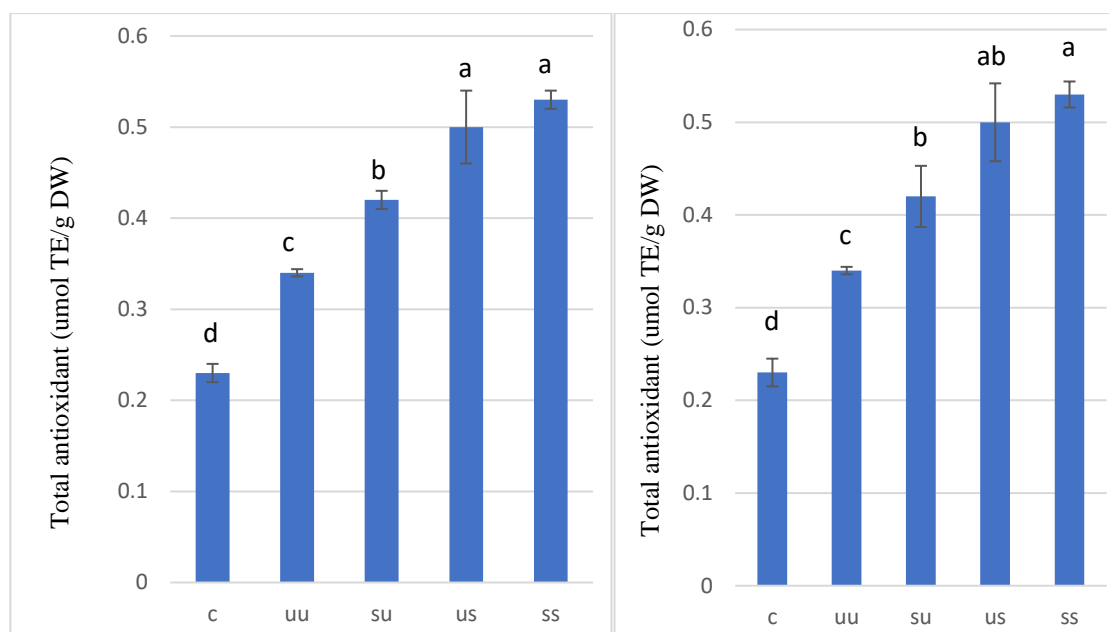 Total antioxidant (umol TE/g DW)
0.6
0.5
0.4
0.3
0.2
0.1
0
d
c
b
a
a
c
uu
su
us
ss
Total antioxidant (umol TE/g DW)
0.6
0.5
0.4
0.3
0.2
0.1
0
d
c
b
ab
a
c
uu
su
us
ss